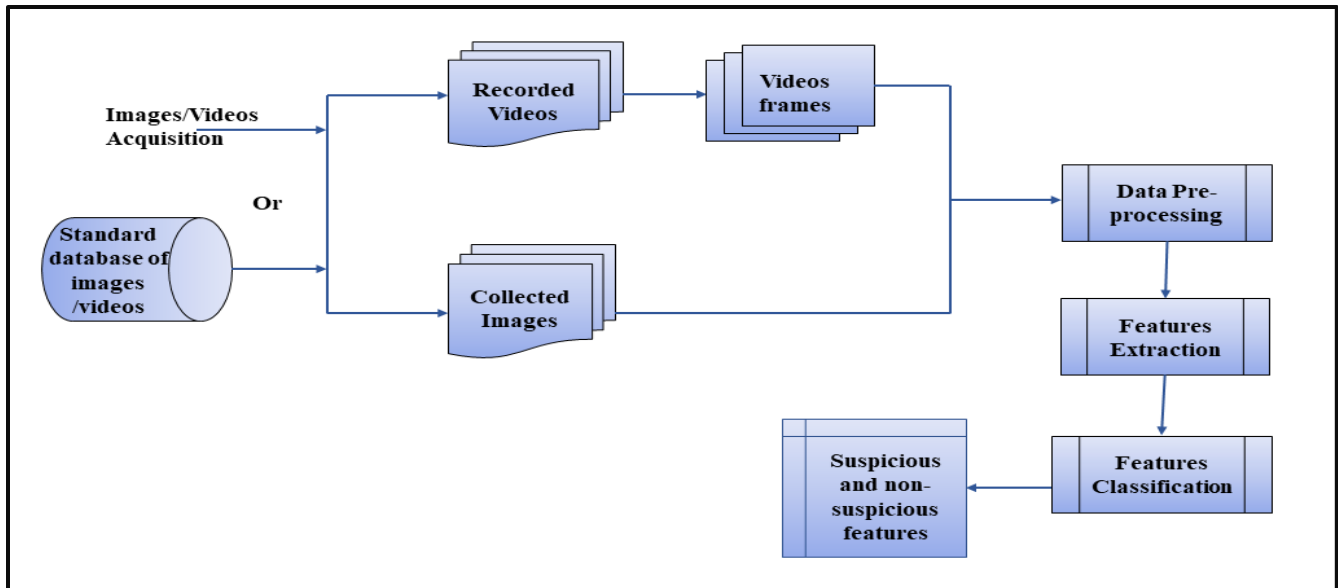 Images/Videos
Acquisition
Or
Standard
database of
images
/videos
Recorded
Videos
Videos
frames
Collected
Images
Data Pre-
processing
Features
Extraction
Features
Classification
Suspicious
and non-
suspicious
features